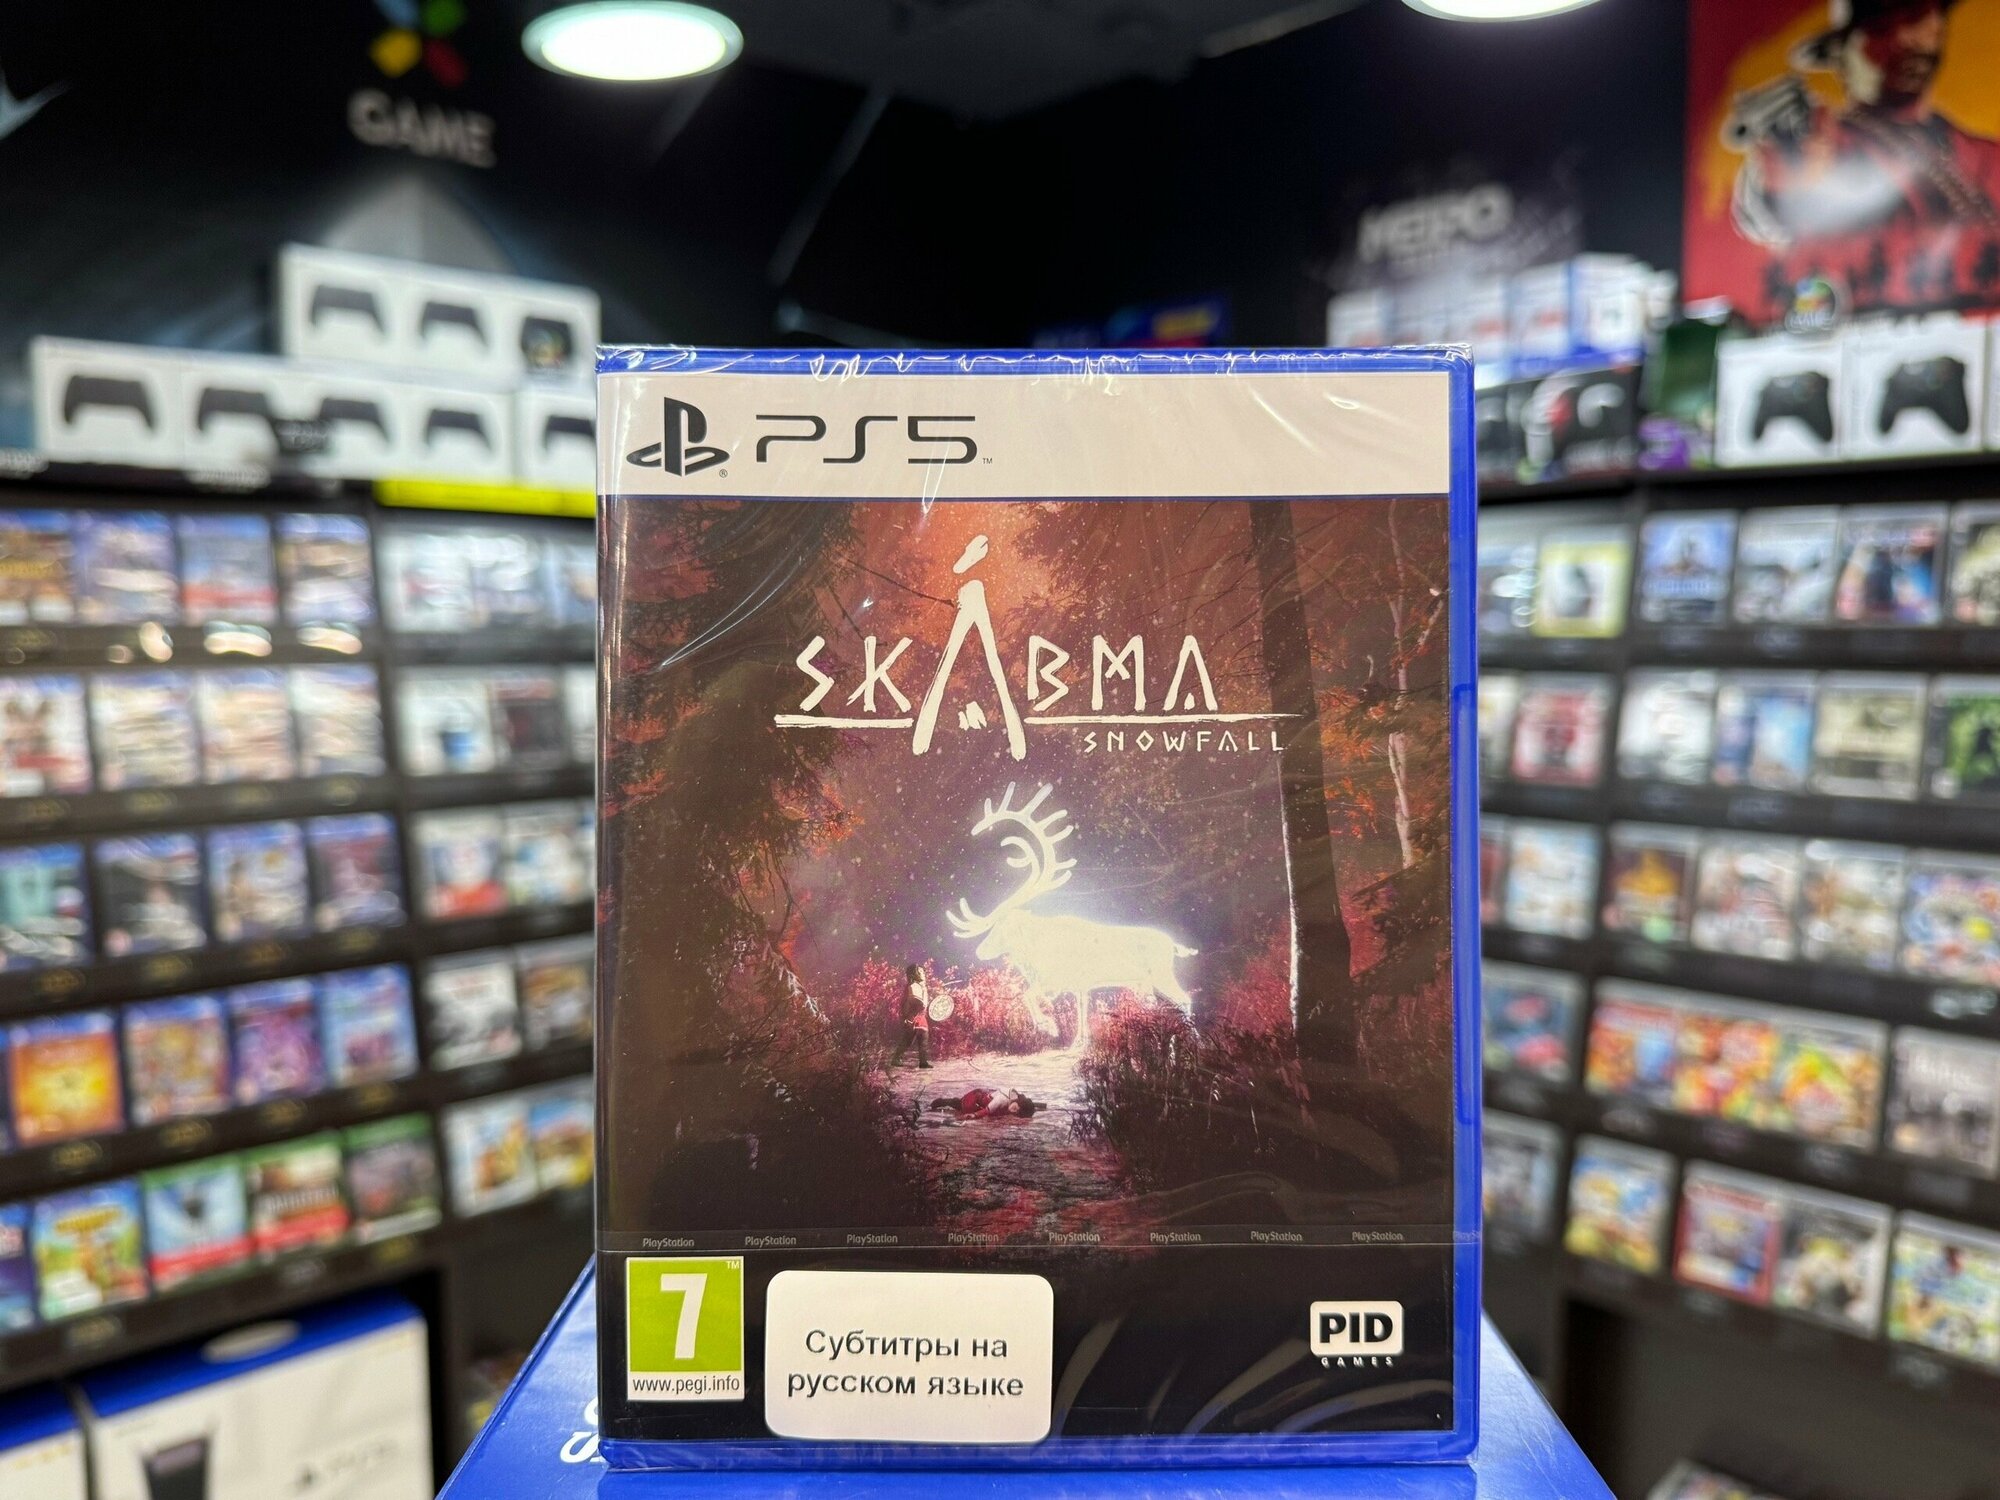 GAME
PS5
SKÁBMA
SNOWFALL
PlayStation PlayStation PlayStation PlayStation PlayStation PlayStation PlayStation PlayStation
7
www.pegi.info
Субтитры на
русском языке
PID
GAMES